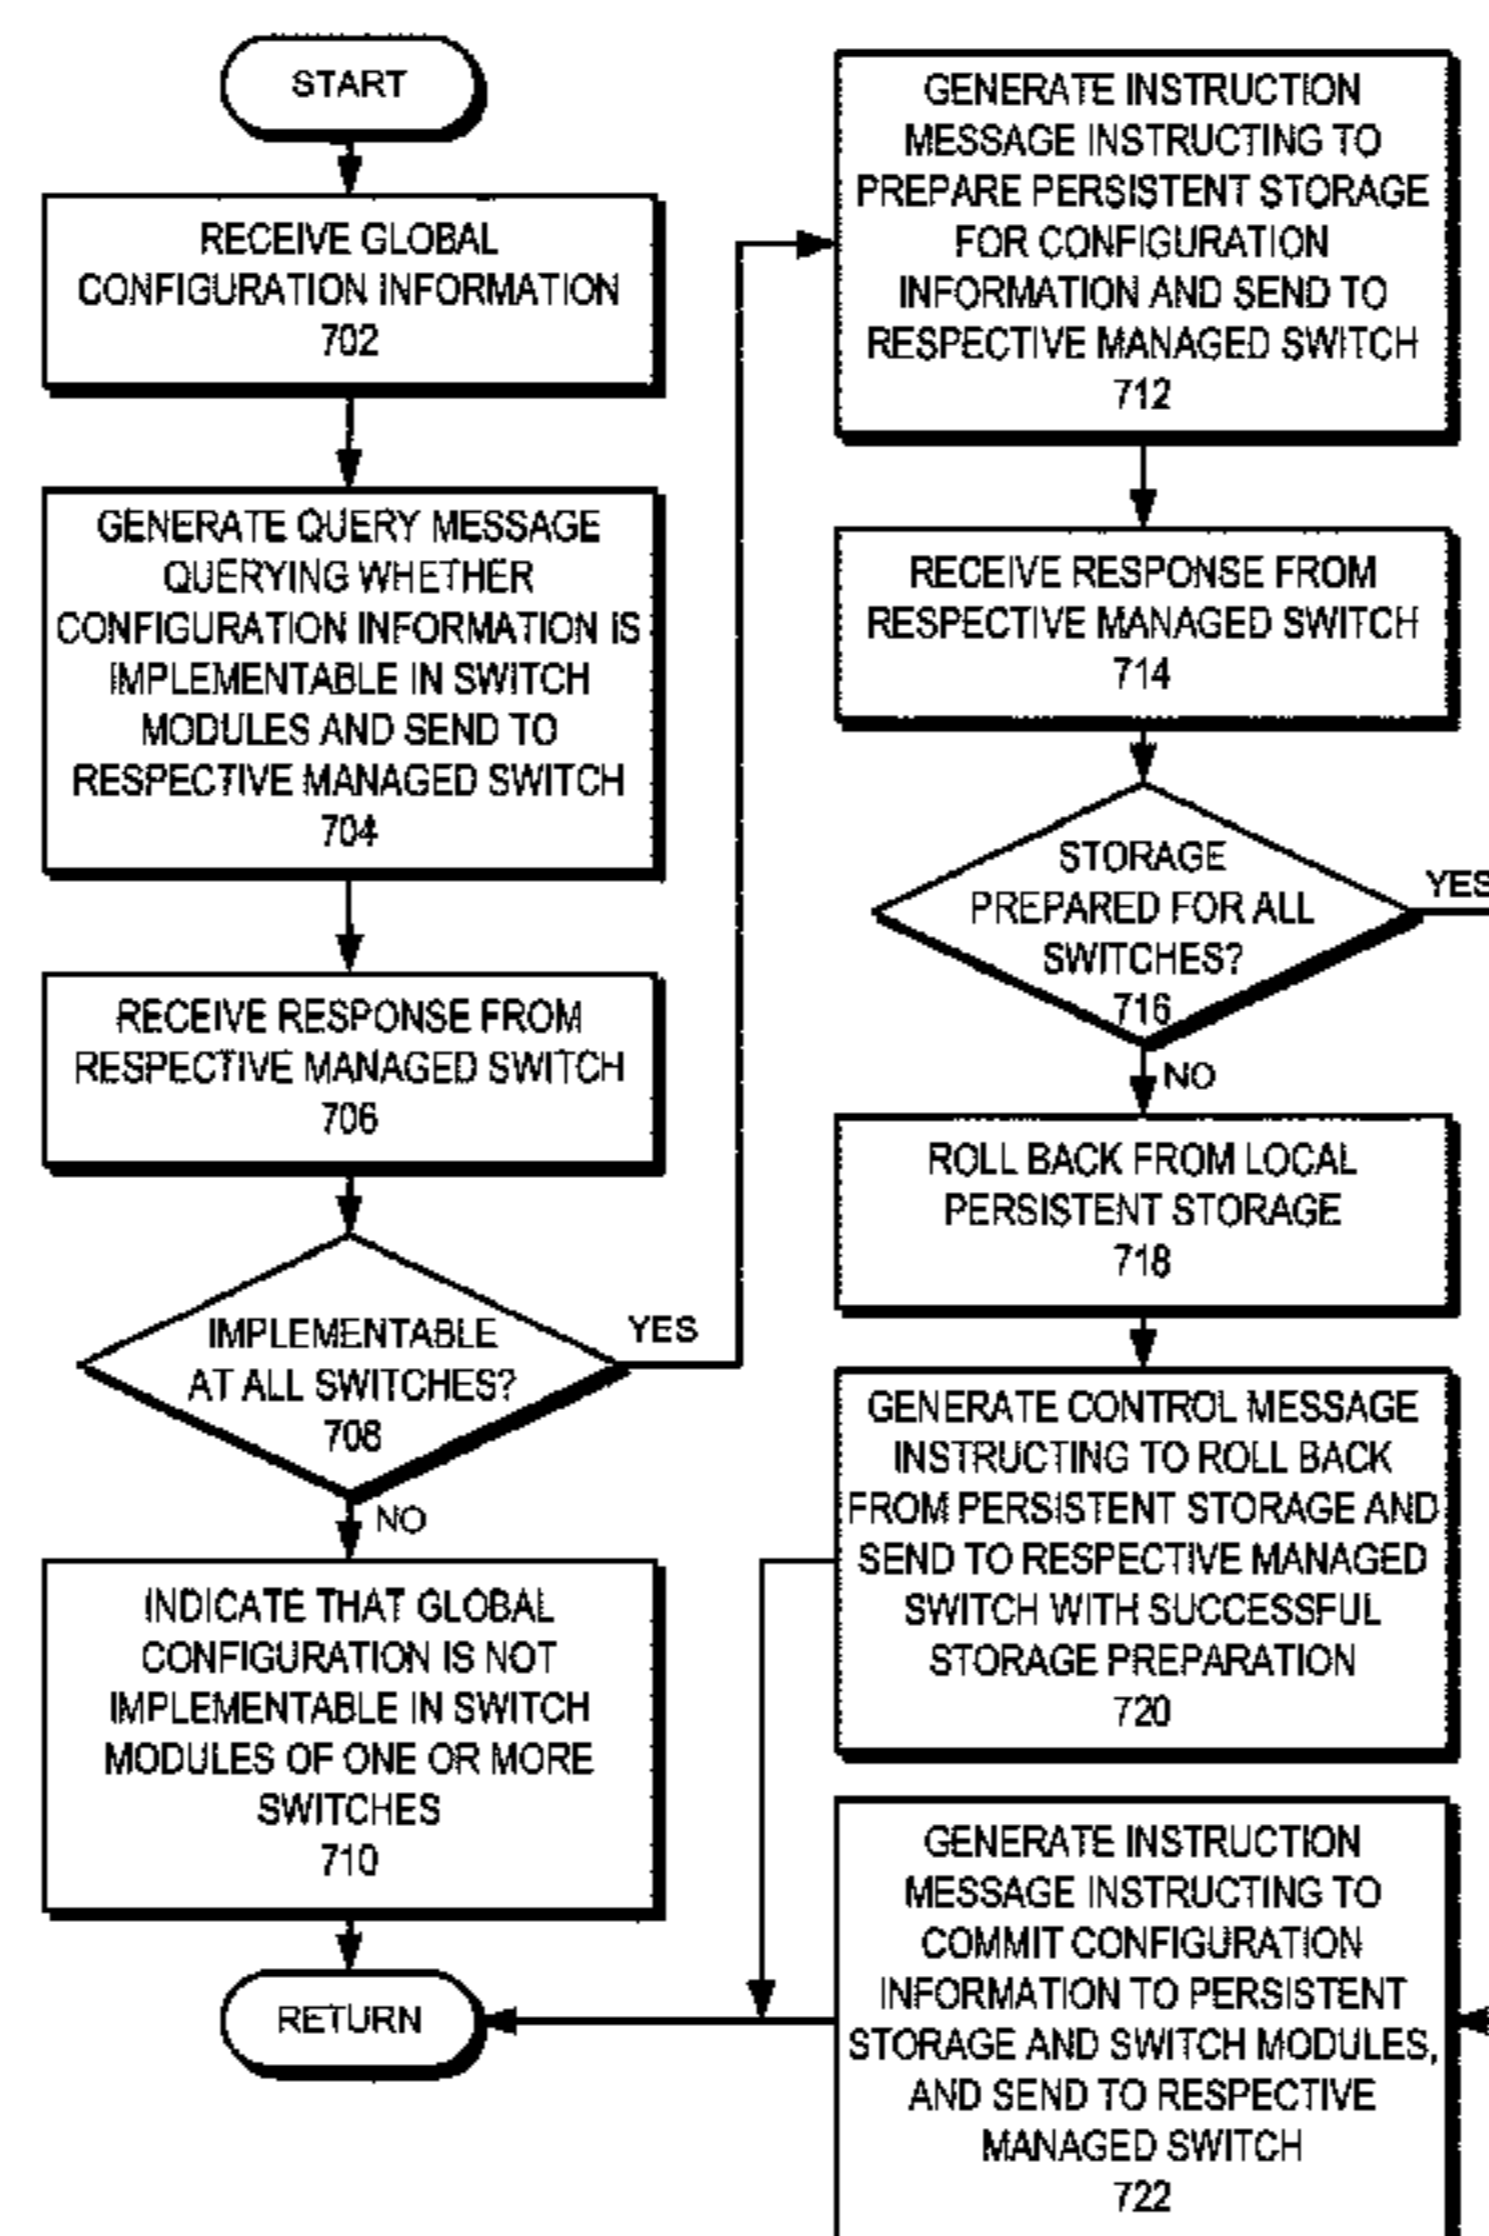 START
RECEIVE GLOBAL
CONFIGURATION INFORMATION
702
GENERATE QUERY MESSAGE
QUERYING WHETHER
CONFIGURATION INFORMATION IS
IMPLEMENTABLE IN SWITCH
MODULES AND SEND TO
RESPECTIVE MANAGED SWITCH
704
RECEIVE RESPONSE FROM
RESPECTIVE MANAGED SWITCH
706
IMPLEMENTABLE
AT ALL SWITCHES?
708
YES
NO
INDICATE THAT GLOBAL
CONFIGURATION IS NOT
IMPLEMENTABLE IN SWITCH
MODULES OF ONE OR MORE
SWITCHES
710
RETURN
GENERATE INSTRUCTION
MESSAGE INSTRUCTING TO
PREPARE PERSISTENT STORAGE
FOR CONFIGURATION
INFORMATION AND SEND TO
RESPECTIVE MANAGED SWITCH
712
RECEIVE RESPONSE FROM
RESPECTIVE MANAGED SWITCH
714
STORAGE
PREPARED FOR ALL
SWITCHES?
716
YES
NO
ROLL BACK FROM LOCAL
PERSISTENT STORAGE
718
GENERATE CONTROL MESSAGE
INSTRUCTING TO ROLL BACK
FROM PERSISTENT STORAGE AND
SEND TO RESPECTIVE MANAGED
SWITCH WITH SUCCESSFUL
STORAGE PREPARATION
720
GENERATE INSTRUCTION
MESSAGE INSTRUCTING TO
COMMIT CONFIGURATION
INFORMATION TO PERSISTENT
STORAGE AND SWITCH MODULES,
AND SEND TO RESPECTIVE
MANAGED SWITCH
722